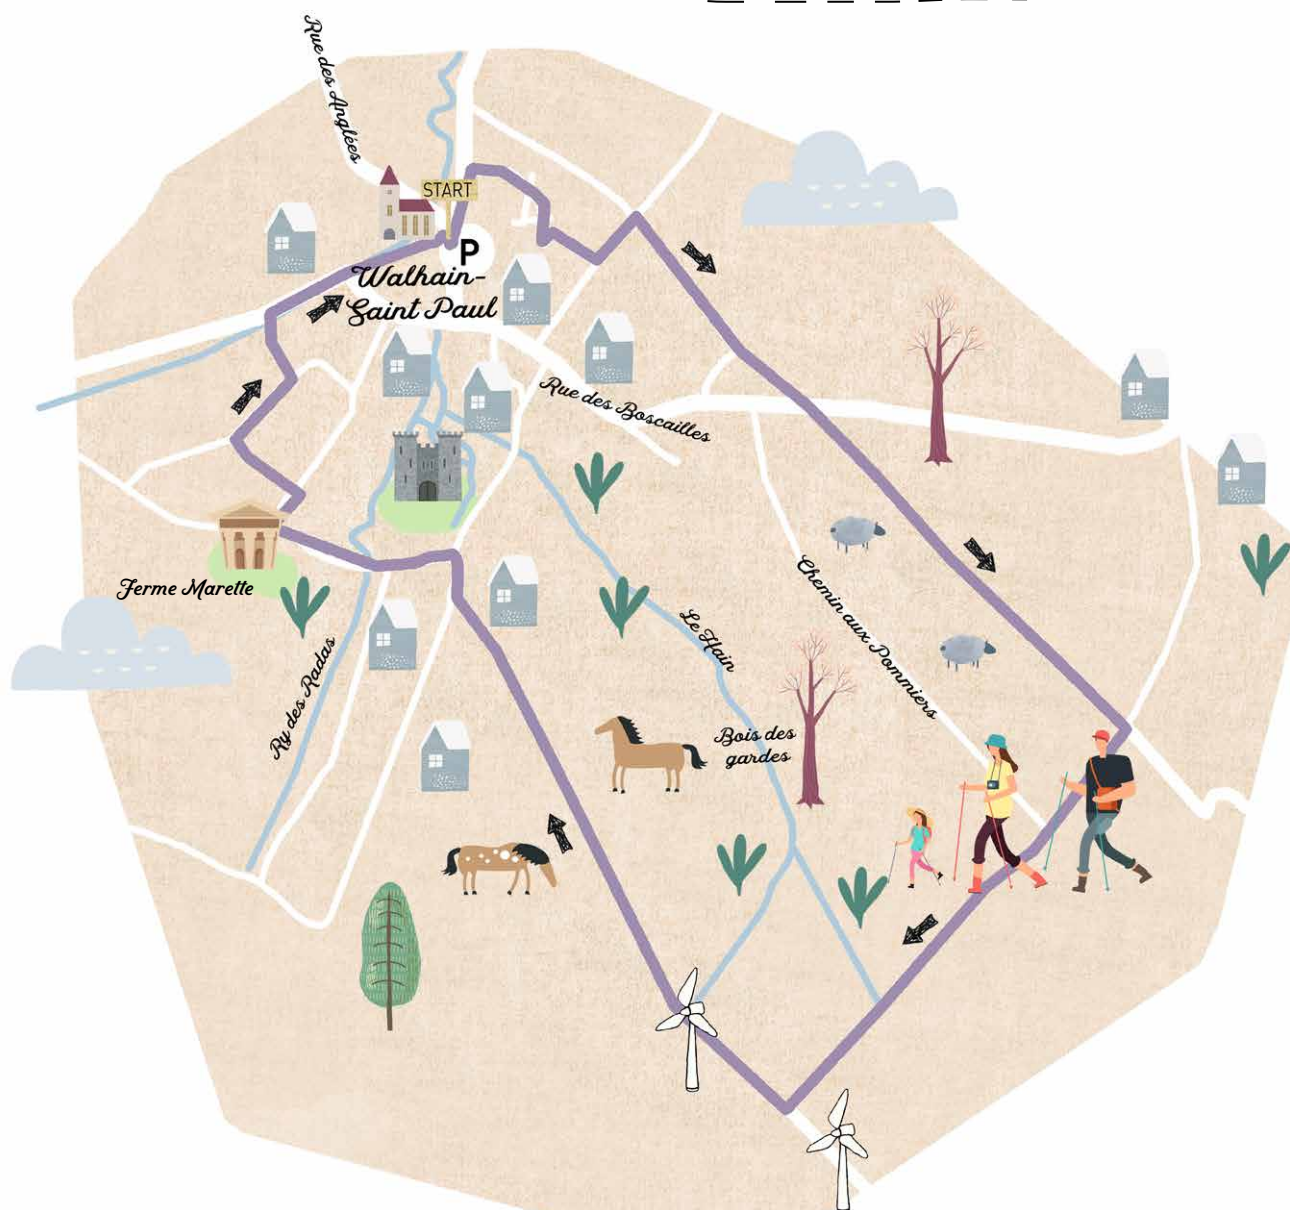 Rue des Anglées
START
P
Walhain-
Saint Paul
Rue des Boscailles
Ferme Marette
Chemin aux Pommiers
Le Hain
Ry des Radas
Bois des
gardes